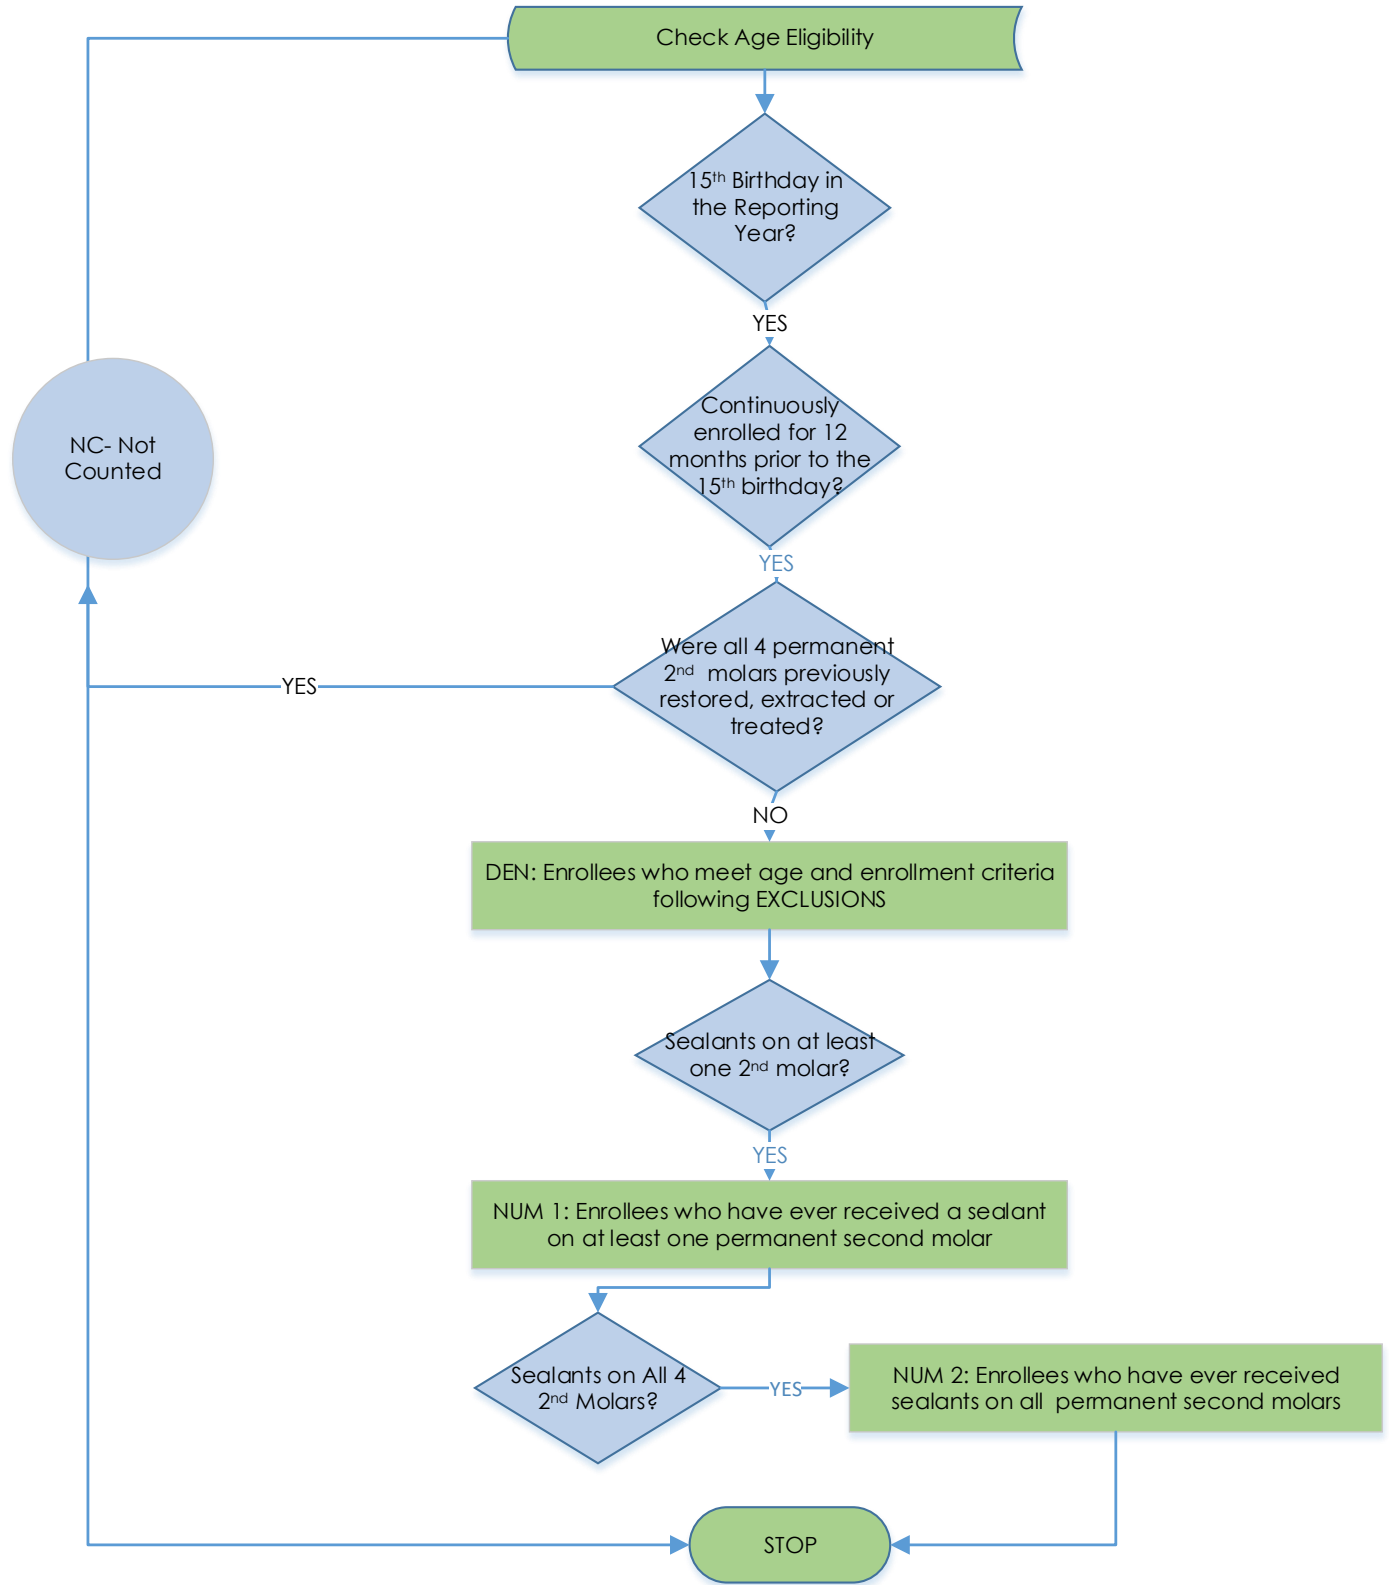 Check Age Eligibility
15th Birthday in
the Reporting
Year?
YES
Continuously
enrolled for 12
months prior to the
15th birthday?
NC- Not
Counted
YES
Were all 4 permanent
2nd molars previously
restored, extracted or
treated?
YES
NO
DEN: Enrollees who meet age and enrollment criteria
following EXCLUSIONS
Sealants on at least
one 2nd molar?
YES
NUM 1: Enrollees who have ever received a sealant
on at least one permanent second molar
Sealants on All 4
2nd Molars?
YES
NUM 2: Enrollees who have ever received
sealants on all permanent second molars
STOP